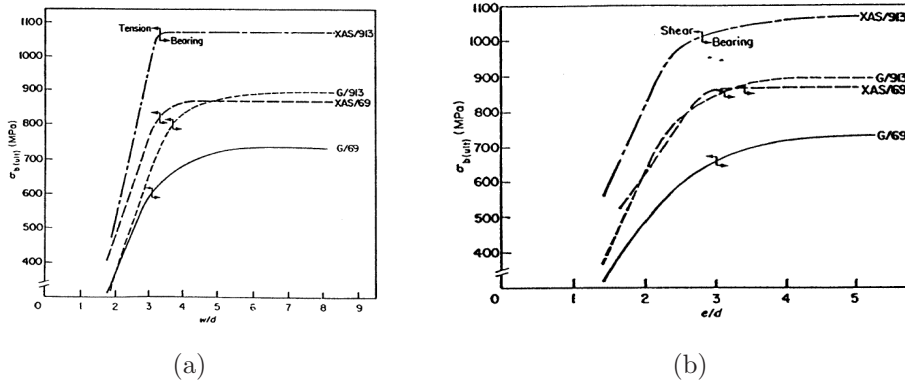 1100
1000
900
800
700
600
500
400
σb(ult) (MPa)
Tension
Bearing
XAS/913
G/913
XAS/69
G/69
0 1 2 3 4 5 6 7 8 9
w/d
(a)
1100
1000
900
800
700
600
500
400
σb(ult) (MPa)
Shear
Bearing
XAS/913
G/913
XAS/69
G/69
0 1 2 3 4 5
e/d
(b)